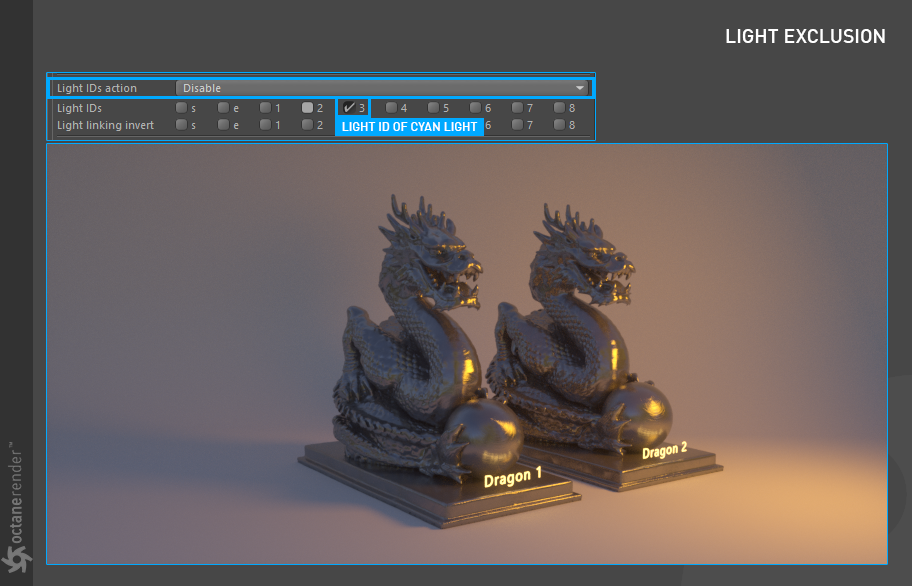 LIGHT EXCLUSION
Light IDs action Disable
Light IDs s e 1 2 3 4 5 6 7 8
Light linking invert s e 1 2 6 7 8
LIGHT ID OF CYAN LIGHT
Dragon 1
Dragon 2
octanerender™